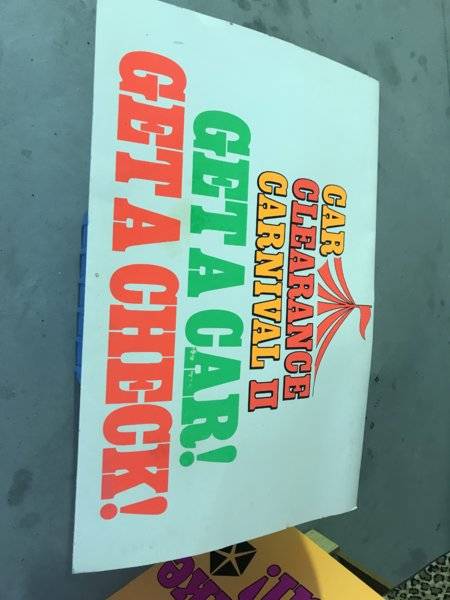 CAR
CLEARANCE
CARNIVAL II
GET A CAR!
GET A CHECK!